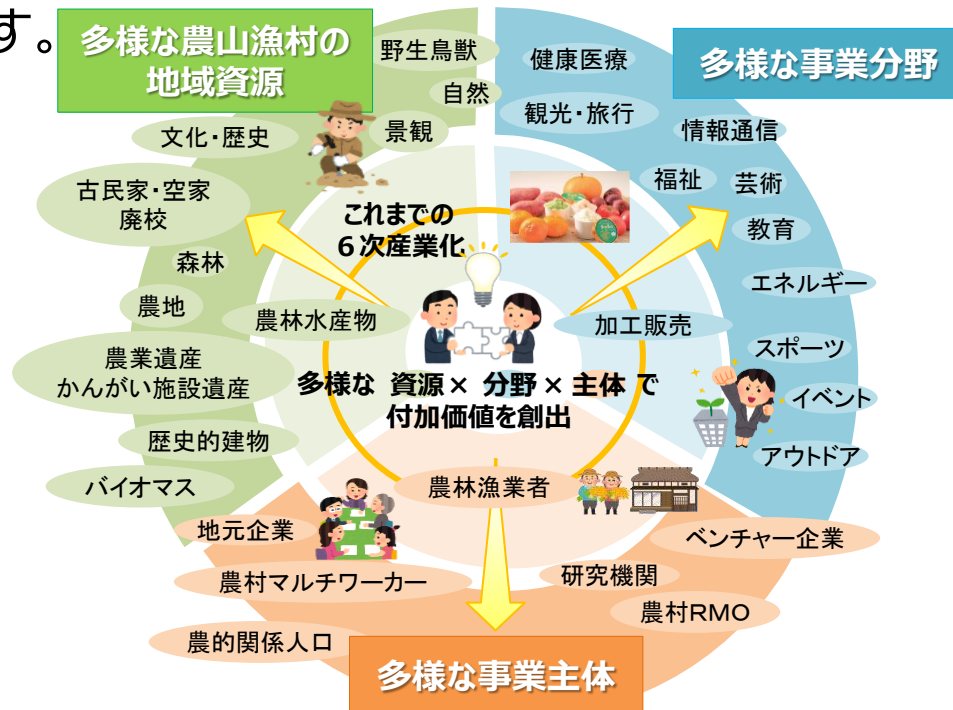 す。
多様な農山漁村の
地域資源
野生鳥獣
自然
景観
文化・歴史
古民家・空家
廃校
森林
農地
農業遺産
かんがい施設遺産
歴史的建物
バイオマス
多様な事業分野
健康医療
観光・旅行
情報通信
福祉
芸術
教育
エネルギー
スポーツ
イベント
アウトドア
これまでの
6次産業化
農林水産物
加工販売
多様な 資源× 分野×主体 で
付加価値を創出
農林漁業者
地元企業
農村マルチワーカー
農的関係人口
ベンチャー企業
研究機関
農村RMO
多様な事業主体